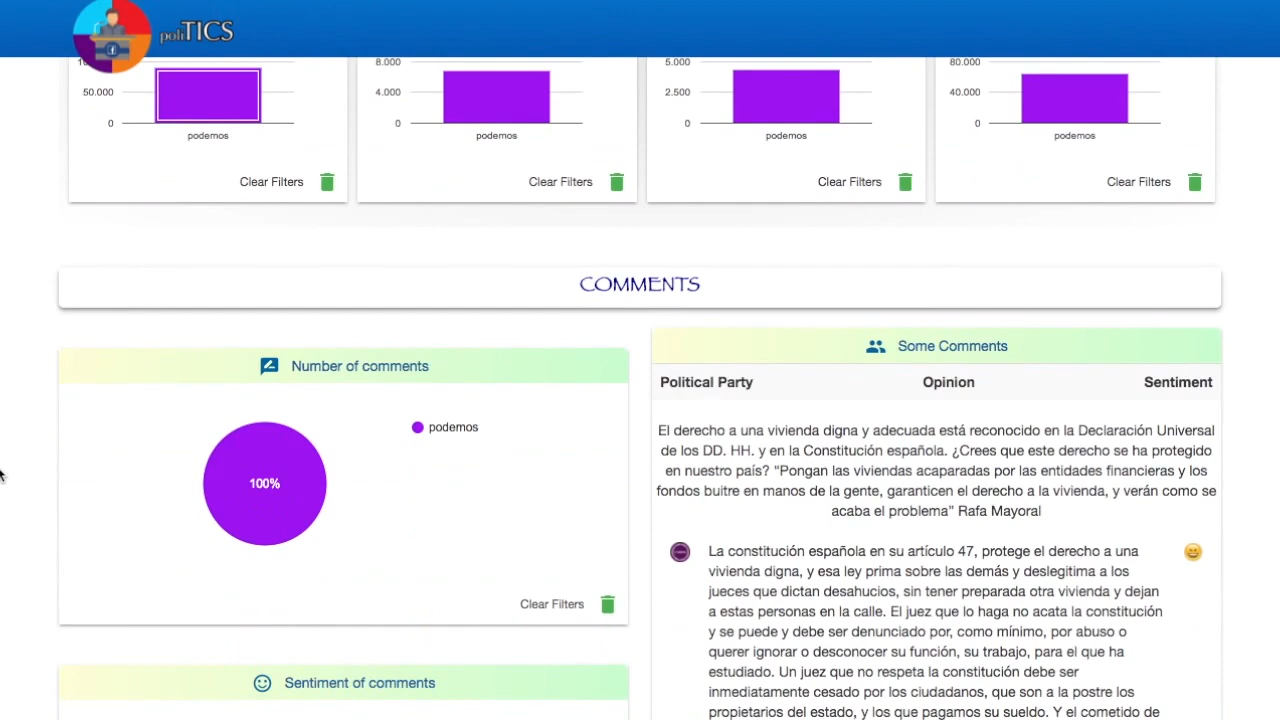 poliTICS
50.000
0
podemos
Clear Filters
8.000
4.000
0
podemos
Clear Filters
5.000
2.500
0
podemos
Clear Filters
80.000
40.000
0
podemos
Clear Filters
COMMENTS
Number of comments
podemos
100%
Clear Filters
Sentiment of comments
Some Comments
Political Party Opinion Sentiment
El derecho a una vivienda digna y adecuada está reconocido en la Declaración Universal
de los DD. HH. y en la Constitución española. ¿Crees que este derecho se ha protegido
en nuestro país? "Pongan las viviendas acaparadas por las entidades financieras y los
fondos buitre en manos de la gente, garanticen el derecho a la vivienda, y verán como se
acaba el problema" Rafa Mayoral
La constitución española en su artículo 47, protege el derecho a una
vivienda digna, y esa ley prima sobre las demás y deslegitima a los
jueces que dictan desahucios, sin tener preparada otra vivienda y dejan
a estas personas en la calle. El juez que lo haga no acata la constitución
y se puede y debe ser denunciado por, como mínimo, por abuso o
querer ignorar o desconocer su función, su trabajo, para el que ha
estudiado. Un juez que no respeta la constitución debe ser
inmediatamente cesado por los ciudadanos, que son a la postre los
propietarios del estado, y los que pagamos su sueldo. Y el cometido de